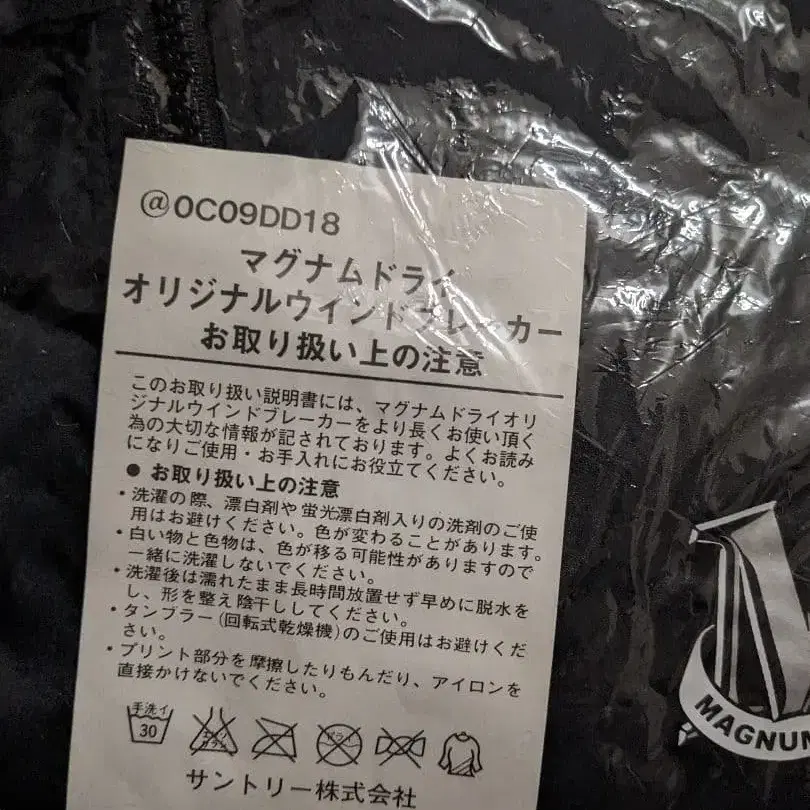 @0C09DD18
マグナムドライ
オリジナルウインドブレーカー
お取り扱い上の注意
このお取り扱い説明書には、マグナムドライオリ
ジナルウインドブレーカーをより長くお使い頂く
為の大切な情報が記されております。よくお読み
になりご使用・お手入れにお役立てください。
● お取り扱い上の注意
・洗濯の際、漂白剤や蛍光漂白剤入りの洗剤のご使
用はお避けください。色が変わることがあります。
・白い物と色物は、色が移る可能性がありますので
一緒に洗濯しないでください。
・洗濯後は濡れたまま長時間放置せず早めに脱水を
し、形を整え陰干ししてください。
・タンブラー(回転式乾燥機)のご使用はお避けくだ
さい。
・プリント部分を摩擦したりもんだり、アイロンを
直接かけないでください。
手洗イ
30
サントリー株式会社
MAGNUM